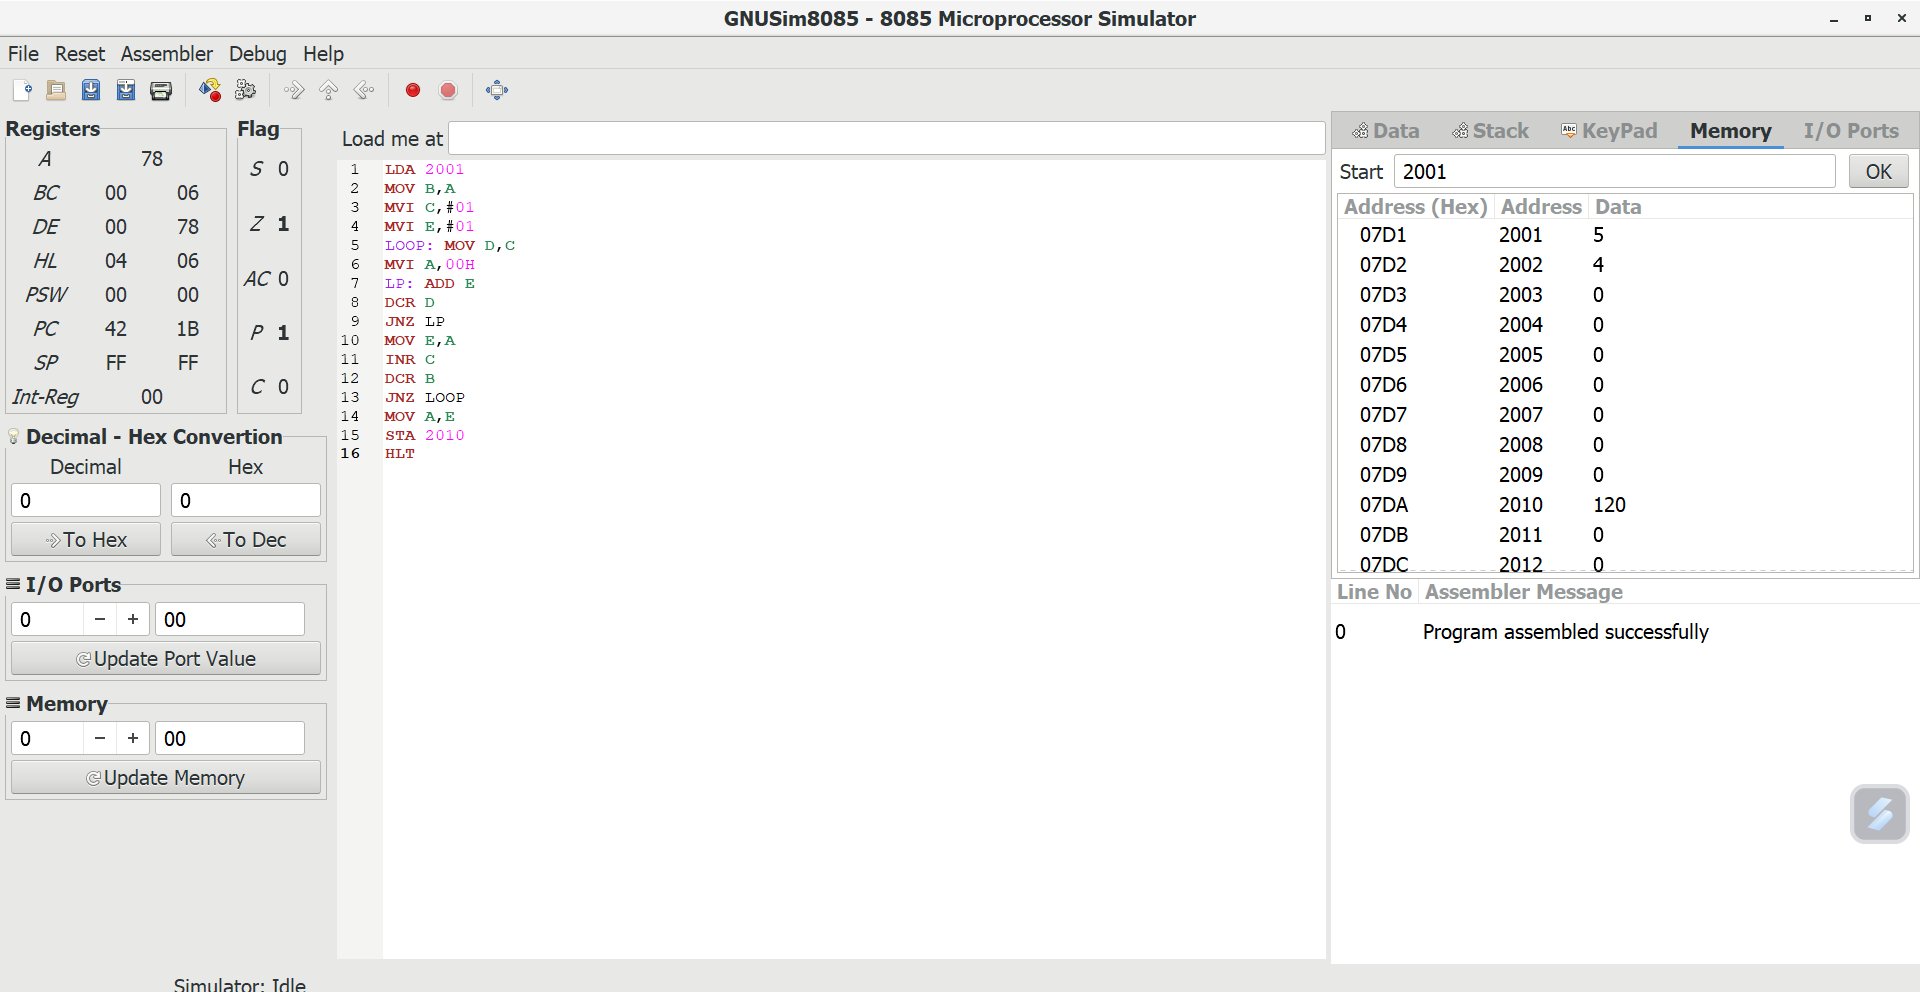 GNUSim8085 - 8085 Microprocessor Simulator
File Reset Assembler Debug Help
Registers
A 78
BC 00 06
DE 00 78
HL 04 06
PSW 00 00
PC 42 1B
SP FF FF
Int-Reg 00
Flag
S 0
Z 1
AC 0
P 1
C 0
Decimal - Hex Convertion
Decimal Hex
0 0
To Hex To Dec
I/O Ports
0 − + 00
Update Port Value
Memory
0 − + 00
Update Memory
Load me at
1 LDA 2001
2 MOV B,A
3 MVI C,#01
4 MVI E,#01
5 LOOP: MOV D,C
6 MVI A,00H
7 LP: ADD E
8 DCR D
9 JNZ LP
10 MOV E,A
11 INR C
12 DCR B
13 JNZ LOOP
14 MOV A,E
15 STA 2010
16 HLT
Data Stack Abc KeyPad Memory I/O Ports
Start 2001 OK
Address (Hex) Address Data
07D1 2001 5
07D2 2002 4
07D3 2003 0
07D4 2004 0
07D5 2005 0
07D6 2006 0
07D7 2007 0
07D8 2008 0
07D9 2009 0
07DA 2010 120
07DB 2011 0
07DC 2012 0
Line No Assembler Message
0 Program assembled successfully
Simulator: Idle